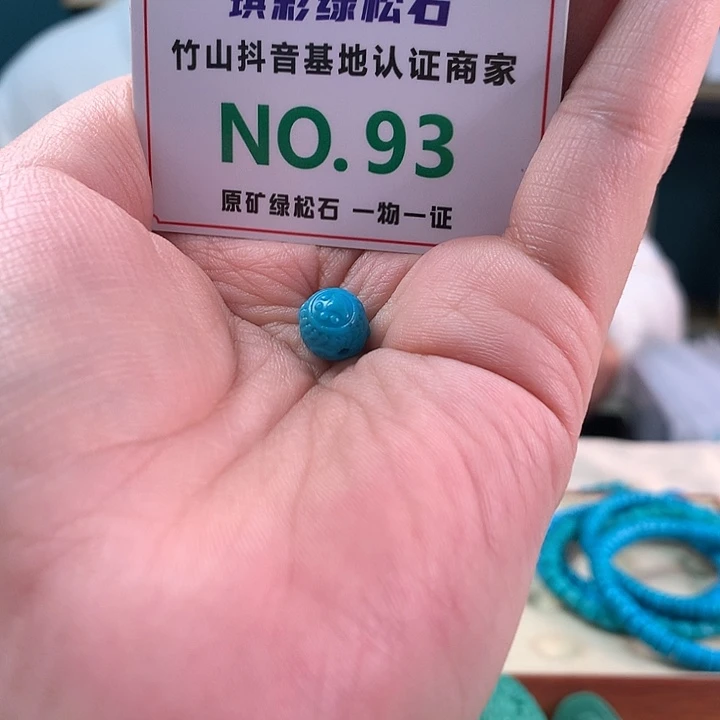 琪彩绿松石
竹山抖音基地认证商家
NO.93
原矿绿松石 一物一证